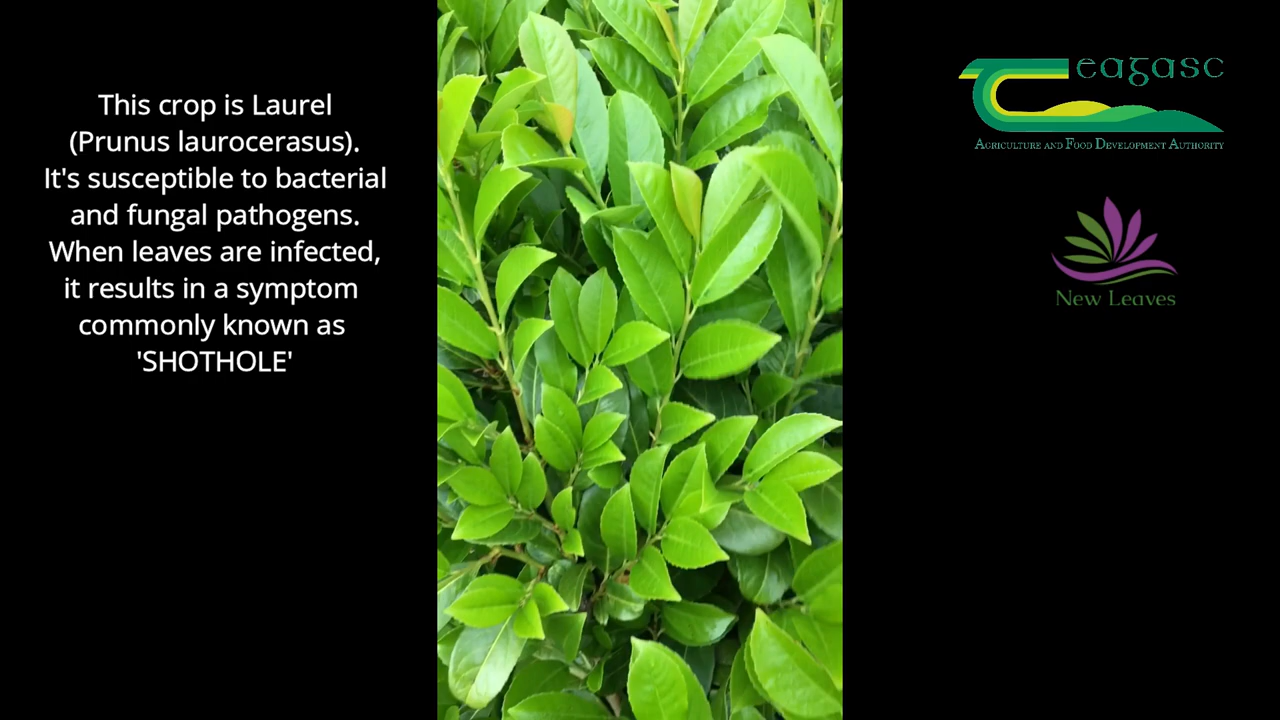 This crop is Laurel
(Prunus laurocerasus).
It's susceptible to bacterial
and fungal pathogens.
When leaves are infected,
it results in a symptom
commonly known as
'SHOTHOLE'
Teagasc
Agriculture and Food Development Authority
New Leaves